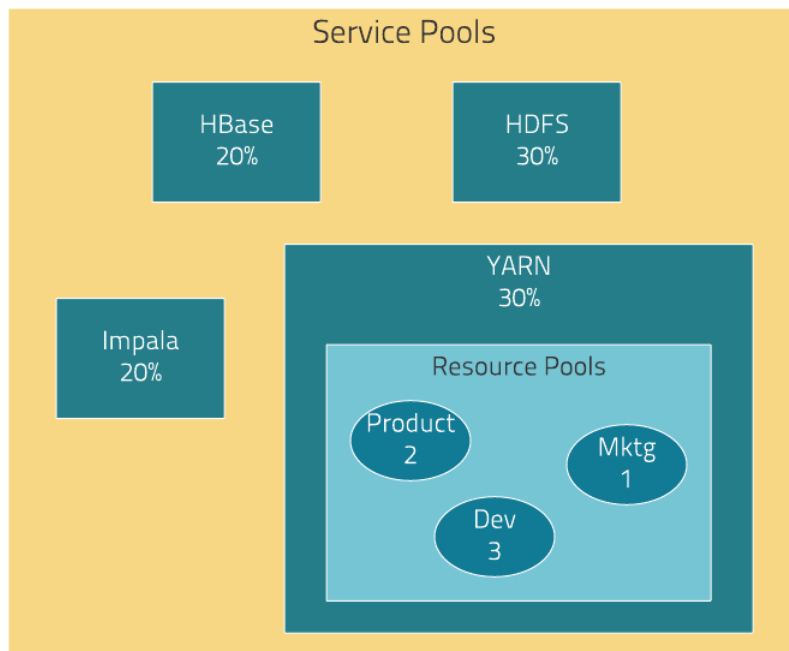 Service Pools
HBase
20%
HDFS
30%
YARN
30%
Impala
20%
Resource Pools
Product
2
Mktg
1
Dev
3